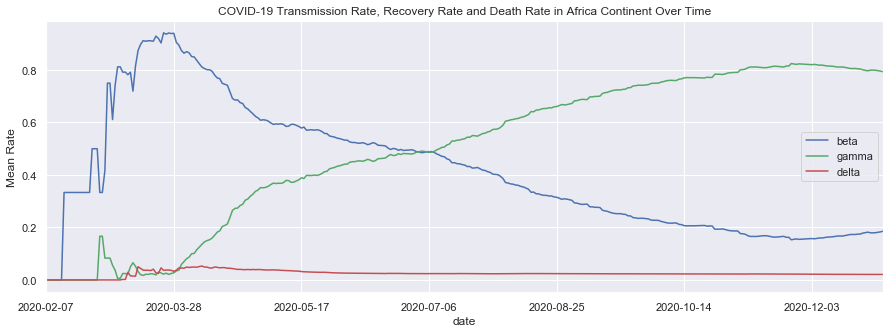 COVID-19 Transmission Rate, Recovery Rate and Death Rate in Africa Continent Over Time
Mean Rate
0.8
0.6
0.4
0.2
0.0
beta
gamma
delta
2020-02-07 2020-03-28 2020-05-17 2020-07-06 2020-08-25 2020-10-14 2020-12-03
date